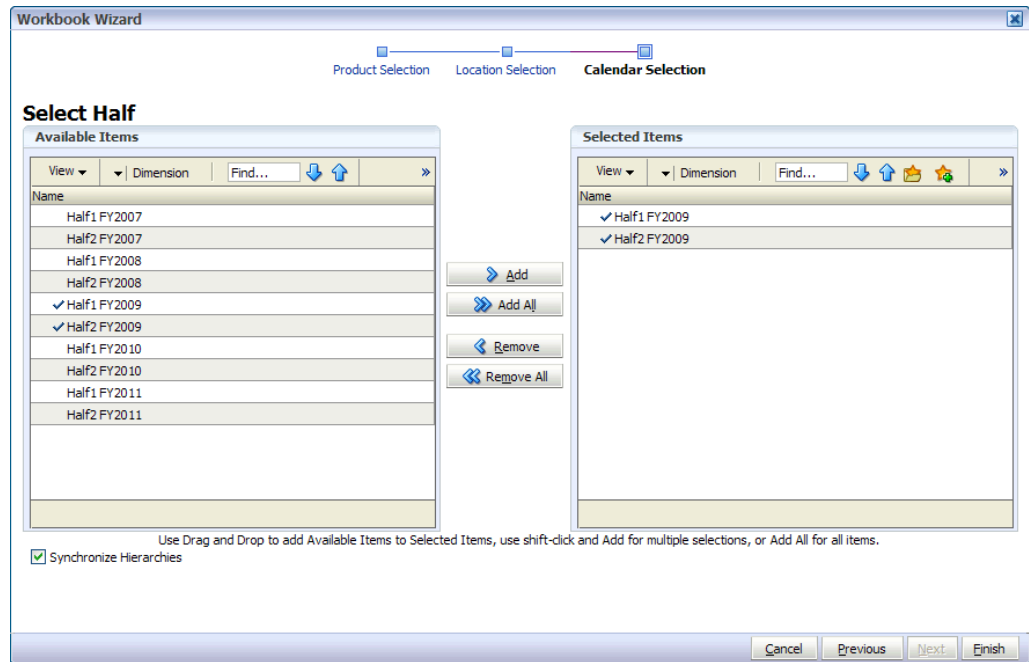 Workbook Wizard
Product Selection
Location Selection
Calendar Selection
Select Half
Available Items
View
Dimension
Find...
»
Name
Half1 FY2007
Half2 FY2007
Half1 FY2008
Half2 FY2008
Half1 FY2009
Half2 FY2009
Half1 FY2010
Half2 FY2010
Half1 FY2011
Half2 FY2011
Add
Add All
Remove
Remove All
Selected Items
View
Dimension
Find...
»
Name
Half1 FY2009
Half2 FY2009
Use Drag and Drop to add Available Items to Selected Items, use shift-click and Add for multiple selections, or Add All for all items.
Synchronize Hierarchies
Cancel
Previous
Next
Finish